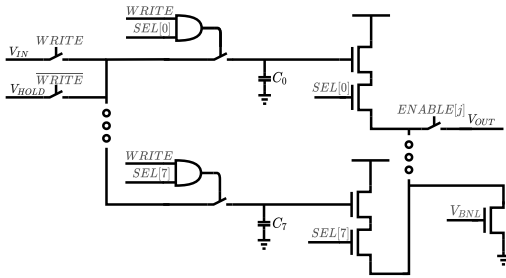 WRITE
SEL[0]
WRITE
V_IN
WRITE
V_HOLD
C_0
SEL[0]
ENABLE[j]
V_OUT
WRITE
SEL[7]
C_7
SEL[7]
V_BNL